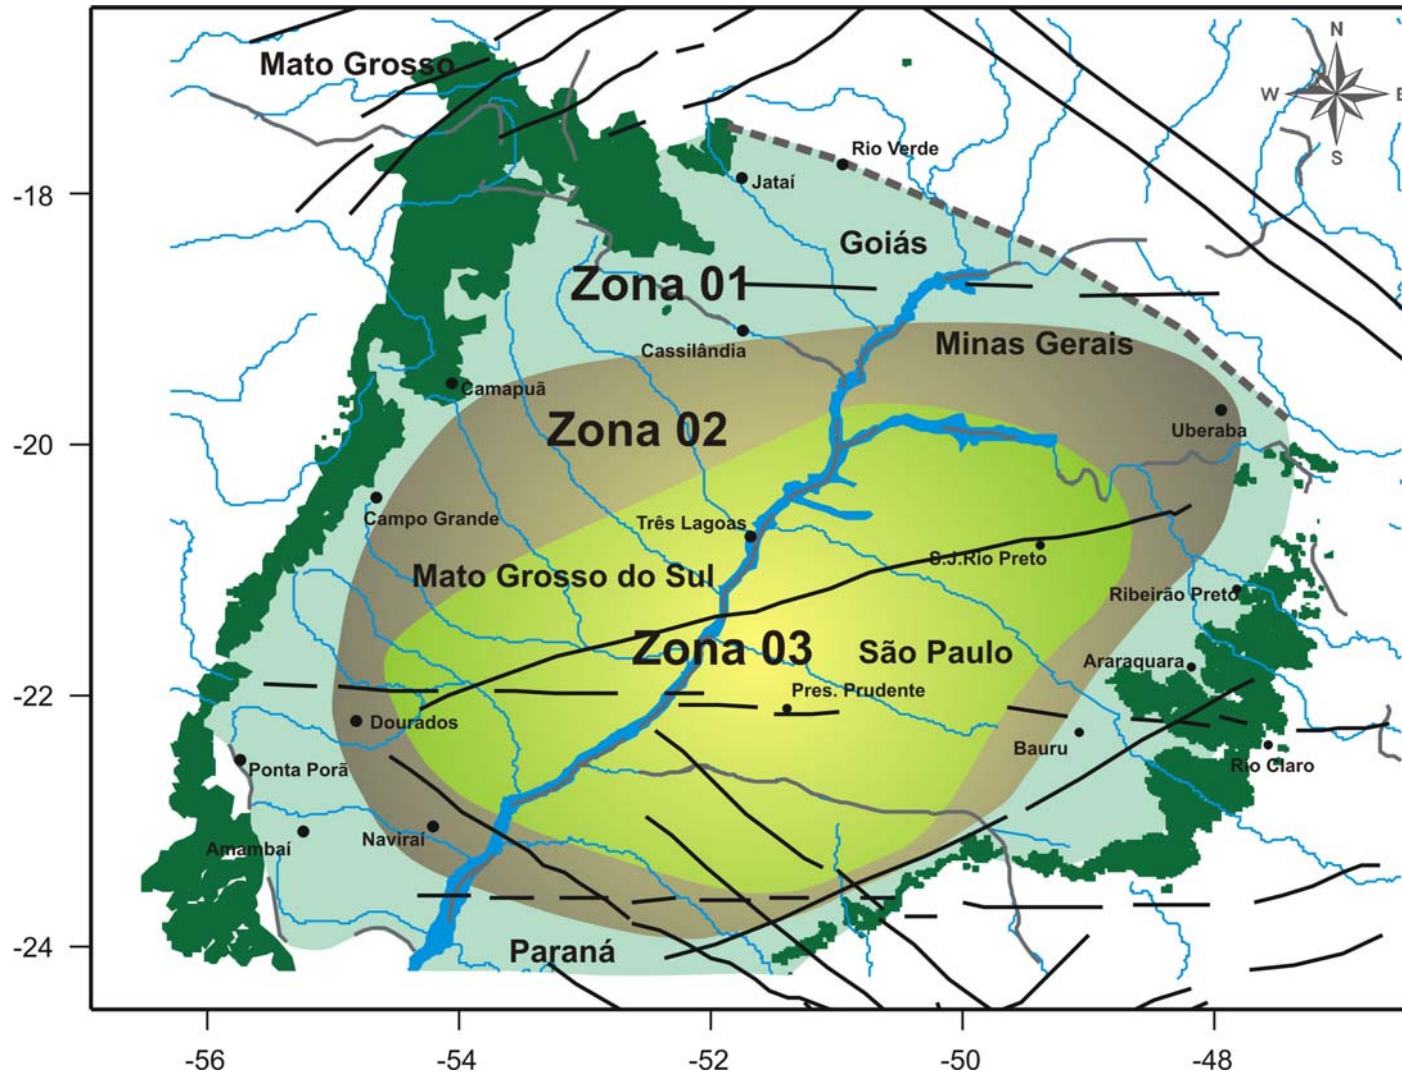 N
Mato Grosso
W
E
Rio Verde
S
-18
Jataí
Goiás
Zona 01
Cassilândia
Minas Gerais
Camapuã
Zona 02
Uberaba
-20
Campo Grande
Três Lagoas
S.J.Rio Preto
Mato Grosso do Sul
Ribeirão Preto
Zona 03
São Paulo
Araraquara
-22
Pres. Prudente
Dourados
Bauru
Ponta Porã
Rio Claro
Naviraí
Amambaí
-24
Paraná
-56
-54
-52
-50
-48